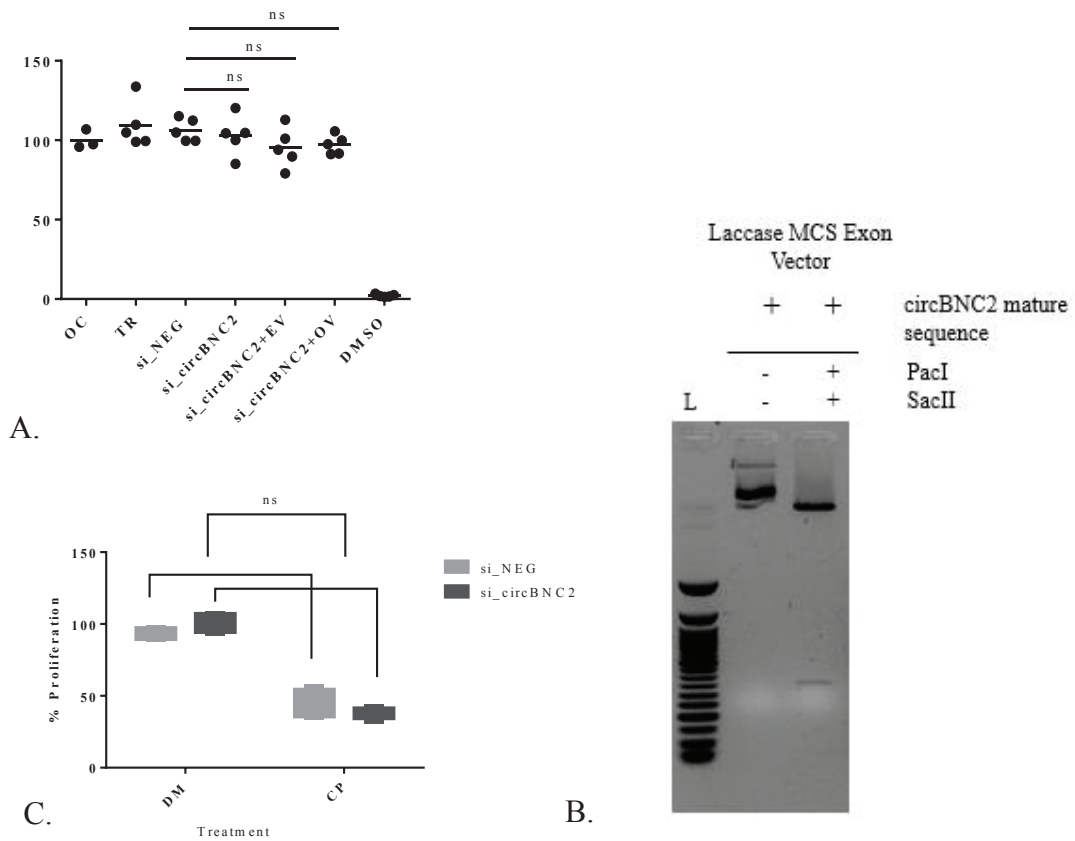 ns
ns
ns
150
100
50
0
OC
TR
si_NEG
si_circBNC2
si_circBNC2+EV
si_circBNC2+OV
DMSO
A.
Laccase MCS Exon
Vector
+ + circBNC2 mature
sequence
- + PacI
- + SacII
L
B.
ns
150
100
50
0
% Proliferation
DM
CP
Treatment
si_NEG
si_circBNC2
C.